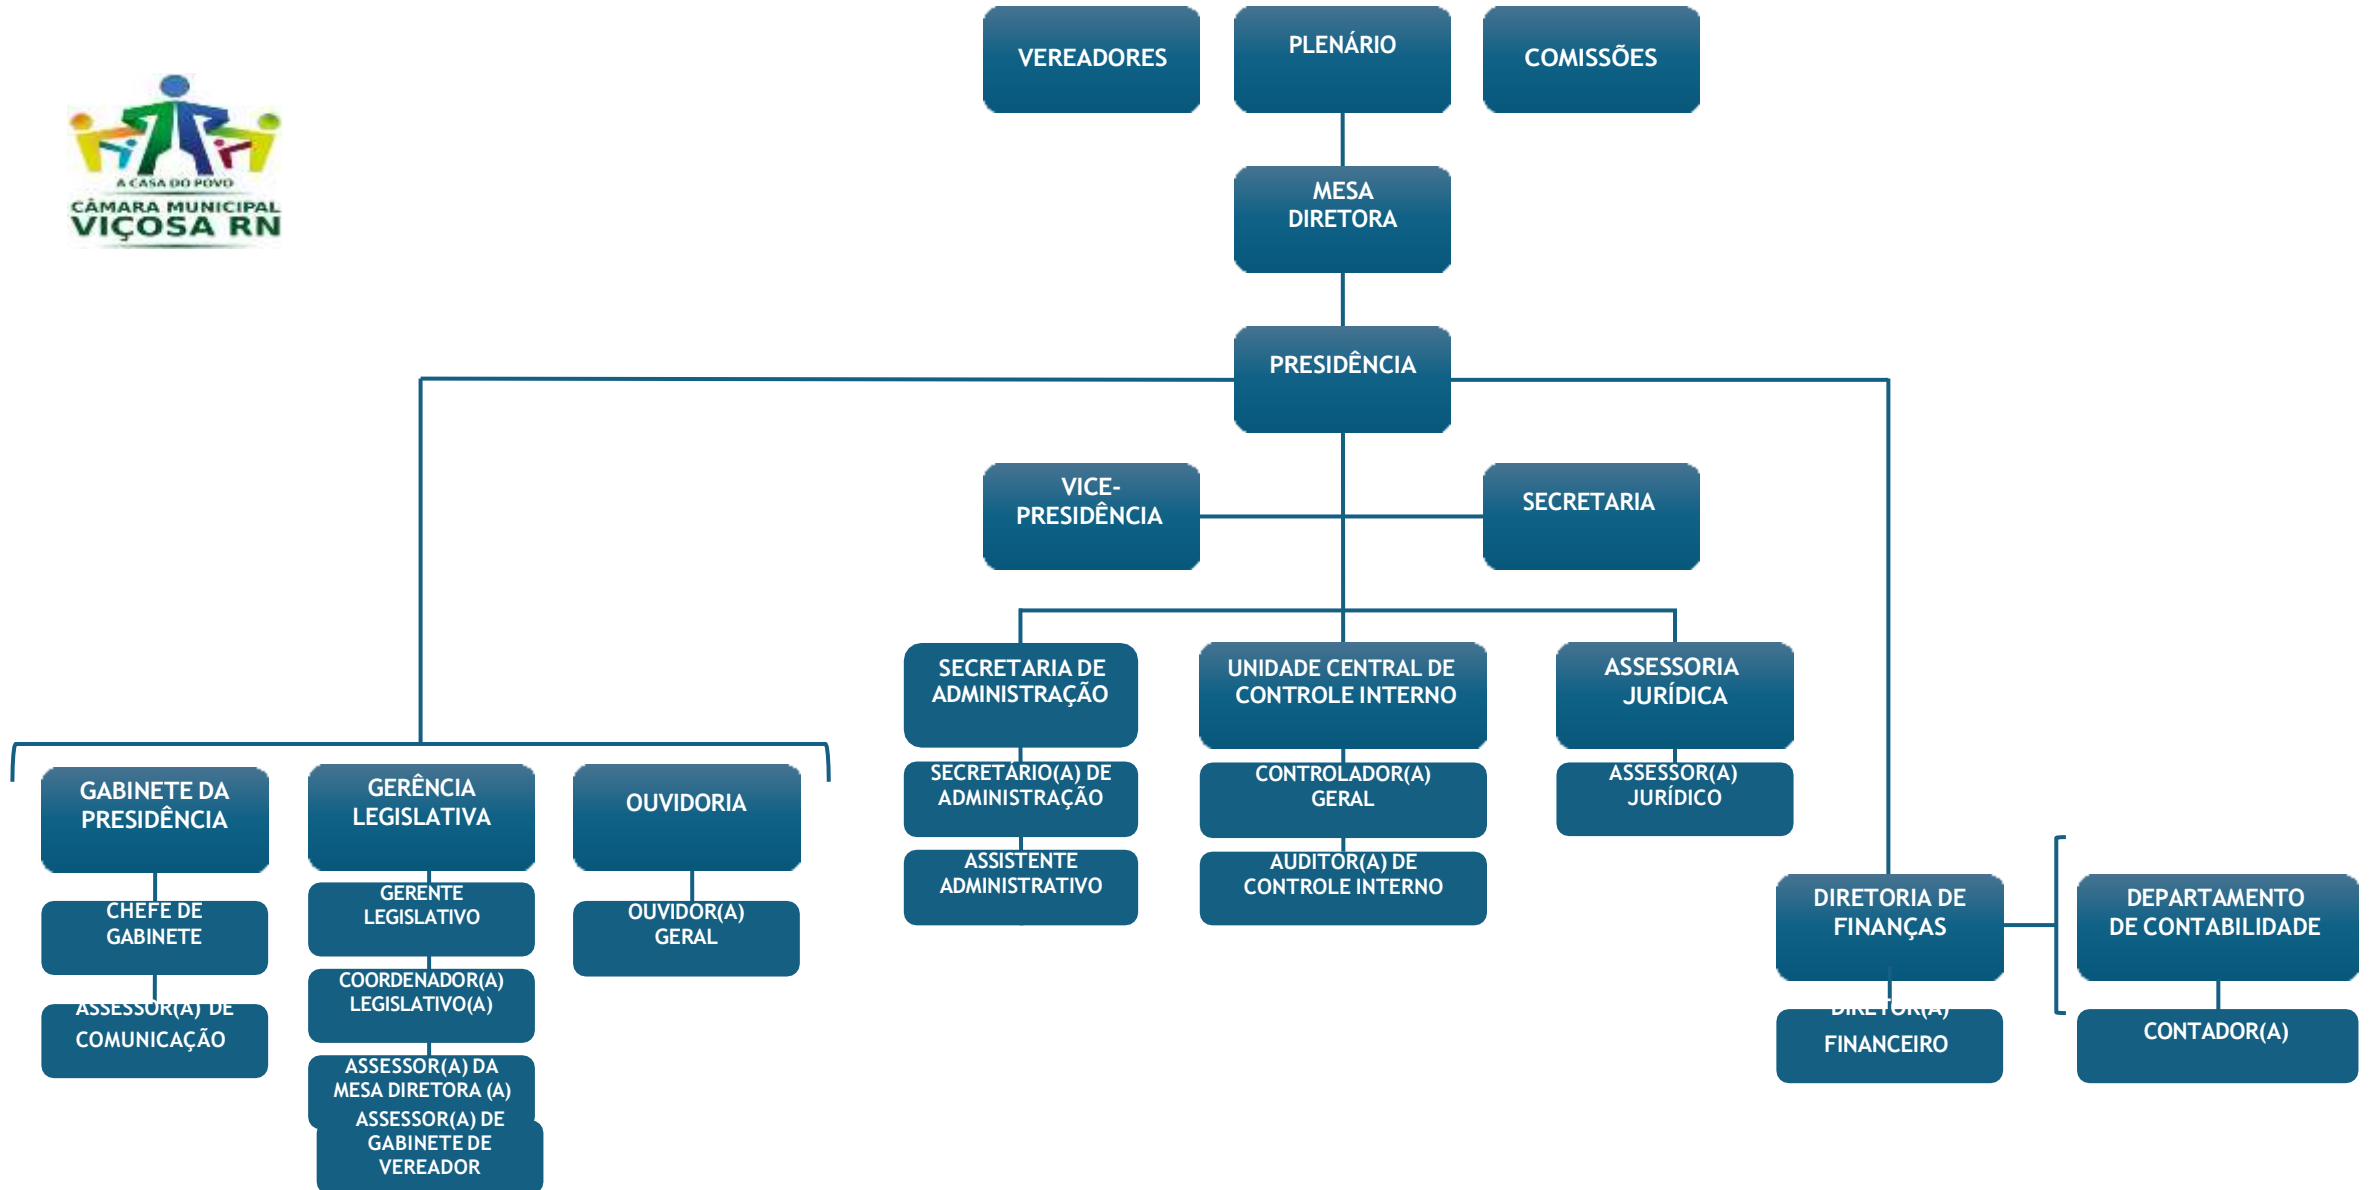 VEREADORES
PLENÁRIO
COMISSÕES
A CASA DO POVO
CÂMARA MUNICIPAL
VIÇOSA RN
MESA
DIRETORA
PRESIDÊNCIA
VICE-
PRESIDÊNCIA
SECRETARIA
SECRETARIA DE
ADMINISTRAÇÃO
UNIDADE CENTRAL DE
CONTROLE INTERNO
ASSESSORIA
JURÍDICA
SECRETÁRIO(A) DE
ADMINISTRAÇÃO
CONTROLADOR(A)
GERAL
ASSESSOR(A)
JURÍDICO
ASSISTENTE
ADMINISTRATIVO
AUDITOR(A) DE
CONTROLE INTERNO
GABINETE DA
PRESIDÊNCIA
GERÊNCIA
LEGISLATIVA
OUVIDORIA
CHEFE DE
GABINETE
GERENTE
LEGISLATIVO
OUVIDOR(A)
GERAL
ASSESSOR(A) DE
COMUNICAÇÃO
COORDENADOR(A)
LEGISLATIVO(A)
ASSESSOR(A) DA
MESA DIRETORA (A)
ASSESSOR(A) DE
GABINETE DE
VEREADOR
DIRETORIA DE
FINANÇAS
DEPARTAMENTO
DE CONTABILIDADE
DIRETOR(A)
FINANCEIRO
CONTADOR(A)